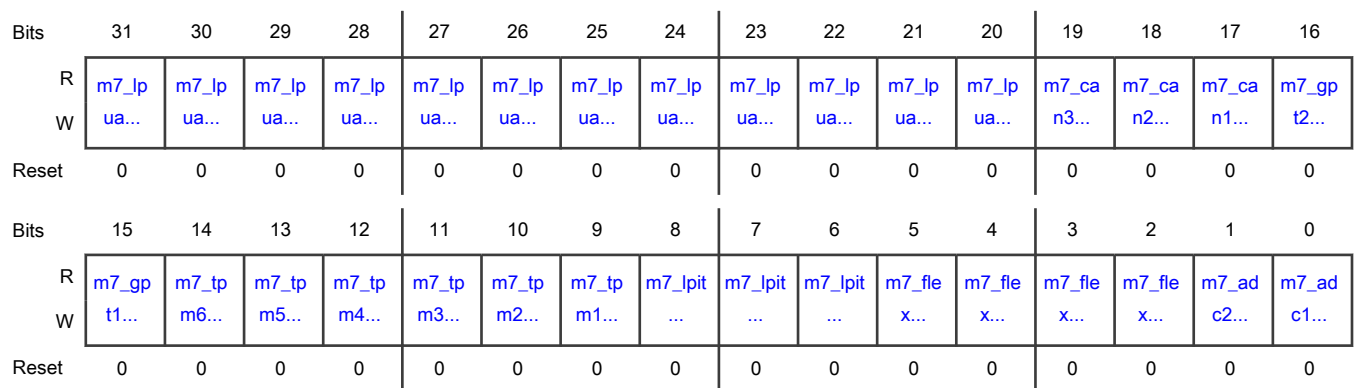 Bits 31 30 29 28 27 26 25 24 23 22 21 20 19 18 17 16
R m7_lp m7_lp m7_lp m7_lp m7_lp m7_lp m7_lp m7_lp m7_lp m7_lp m7_lp m7_lp m7_ca m7_ca m7_ca m7_gp
W ua... ua... ua... ua... ua... ua... ua... ua... ua... ua... ua... ua... n3... n2... n1... t2...
Reset 0 0 0 0 0 0 0 0 0 0 0 0 0 0 0 0
Bits 15 14 13 12 11 10 9 8 7 6 5 4 3 2 1 0
R m7_gp m7_tp m7_tp m7_tp m7_tp m7_tp m7_tp m7_lpit m7_lpit m7_lpit m7_fle m7_fle m7_fle m7_fle m7_ad m7_ad
W t1... m6... m5... m4... m3... m2... m1... ... ... ... x... x... x... x... c2... c1...
Reset 0 0 0 0 0 0 0 0 0 0 0 0 0 0 0 0